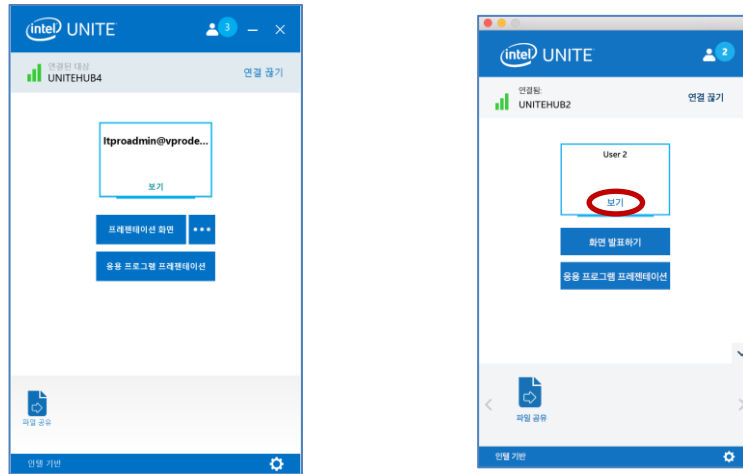 intel UNITE
3
연결된 대상
UNITEHUB4
연결 끊기
ltproadmin@vprode...
보기
프레젠테이션 화면
응용 프로그램 프레젠테이션
파일 공유
인텔 기반
intel UNITE
2
연결됨:
UNITEHUB2
연결 끊기
User 2
보기
화면 발표하기
응용 프로그램 프레젠테이션
파일 공유
인텔 기반